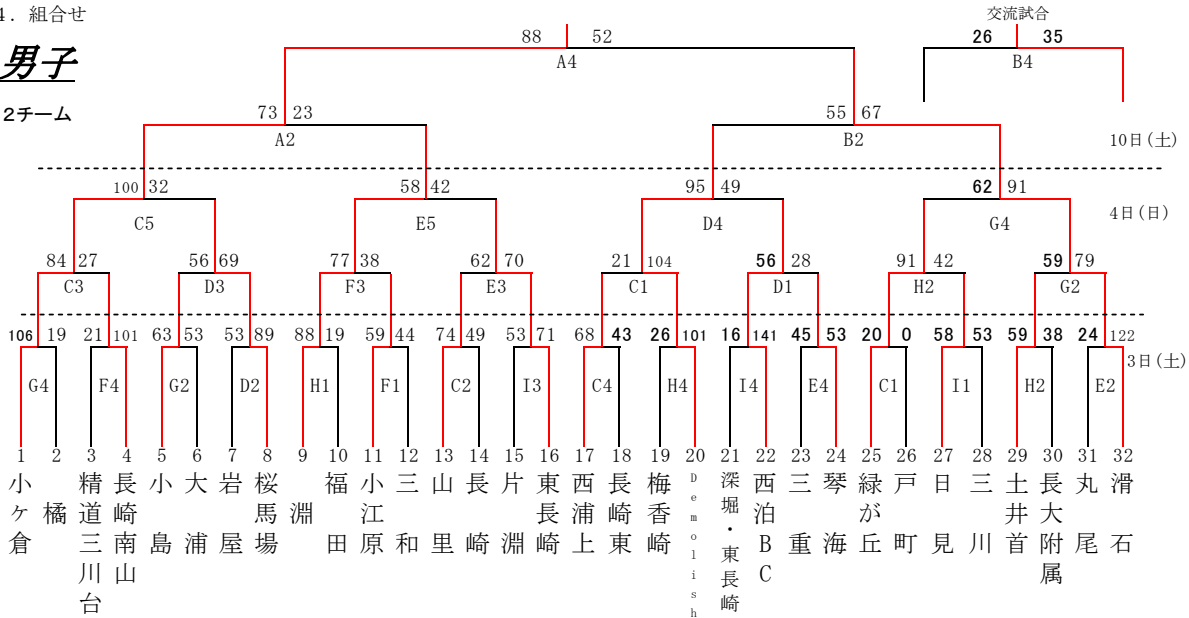 4. 組合せ
交流試合
男子
88 52
26 35
A4
B4
2チーム
73 23
55 67
A2
B2
10日(土)
100 32
58 42
95 49
62 91
C5
E5
D4
G4
4日(日)
84 27
56 69
77 38
62 70
21 104
56 28
91 42
59 79
C3
D3
F3
E3
C1
D1
H2
G2
106 19
21 101
63 53
53 89
88 19
59 44
74 49
53 71
68 43
26 101
16 141
45 53
20 0
58 53
59 38
24 122
3日(土)
G4
F4
G2
D2
H1
F1
C2
I3
C4
H4
I4
E4
C1
I1
H2
E2
1 2 3 4 5 6 7 8 9 10 11 12 13 14 15 16 17 18 19 20 21 22 23 24 25 26 27 28 29 30 31 32
小ケ倉
橘
精道三川台
長崎南山
小島
大浦
岩屋
桜馬場
淵
福田
小江原
三和
山里
長崎
片淵
東長崎
西浦上
長崎東
梅香崎
Demolish
深堀・東長崎
西泊BC
三重
琴海
緑が丘
戸町
日見
三川
土井首
長大附属
丸尾
滑石